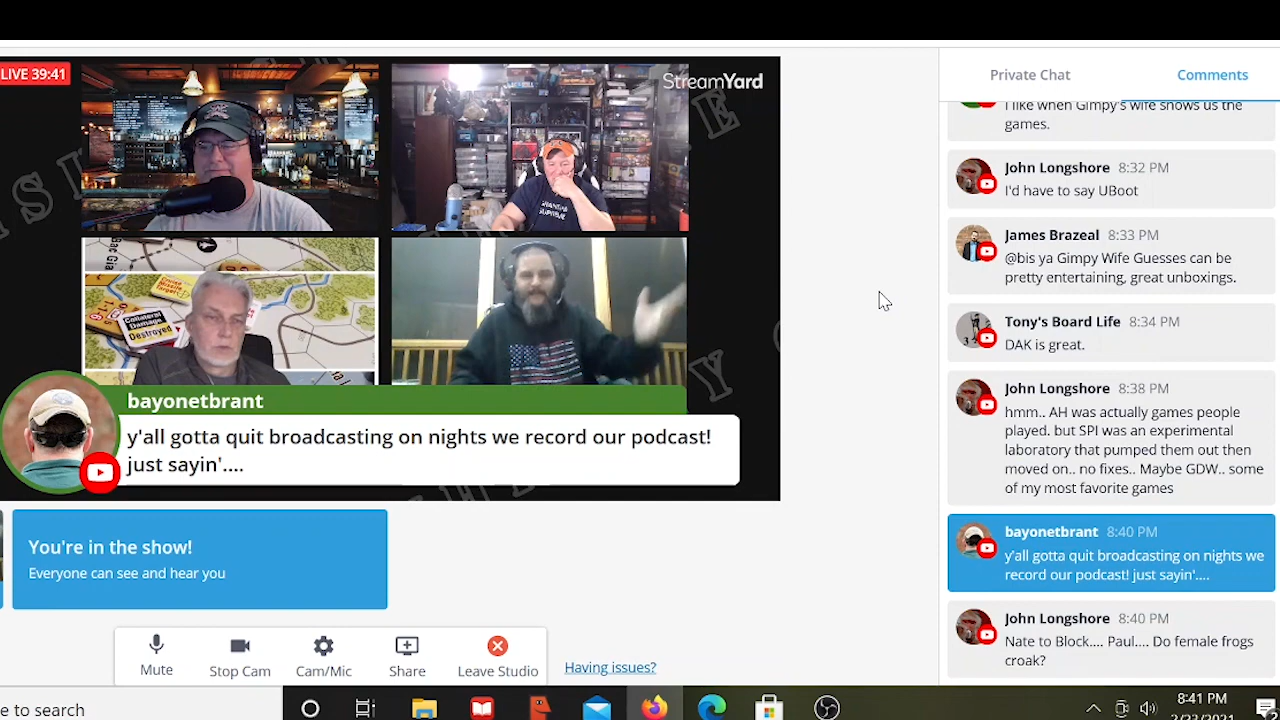 LIVE 39:41
StreamYard
Collateral
Damage
Destroyed
bayonetbrant
y'all gotta quit broadcasting on nights we record our podcast!
just sayin'....
You're in the show!
Everyone can see and hear you
Mute
Stop Cam
Cam/Mic
Share
Leave Studio
Having issues?
Private Chat
Comments
I like when Gimpy's wife shows us the
games.
John Longshore 8:32 PM
I'd have to say UBoot
James Brazeal 8:33 PM
@bis ya Gimpy Wife Guesses can be
pretty entertaining, great unboxings.
Tony's Board Life 8:34 PM
DAK is great.
John Longshore 8:38 PM
hmm.. AH was actually games people
played. but SPI was an experimental
laboratory that pumped them out then
moved on.. no fixes.. Maybe GDW.. some
of my most favorite games
bayonetbrant 8:40 PM
y'all gotta quit broadcasting on nights we
record our podcast! just sayin'....
John Longshore 8:40 PM
Nate to Block.... Paul.... Do female frogs
croak?
e to search
8:41 PM
2/23/2021